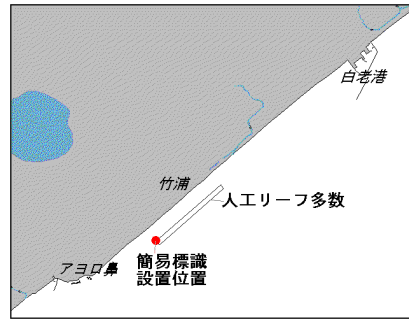 白老港
竹浦
人工リーフ多数
アヨロ鼻
簡易標識
設置位置